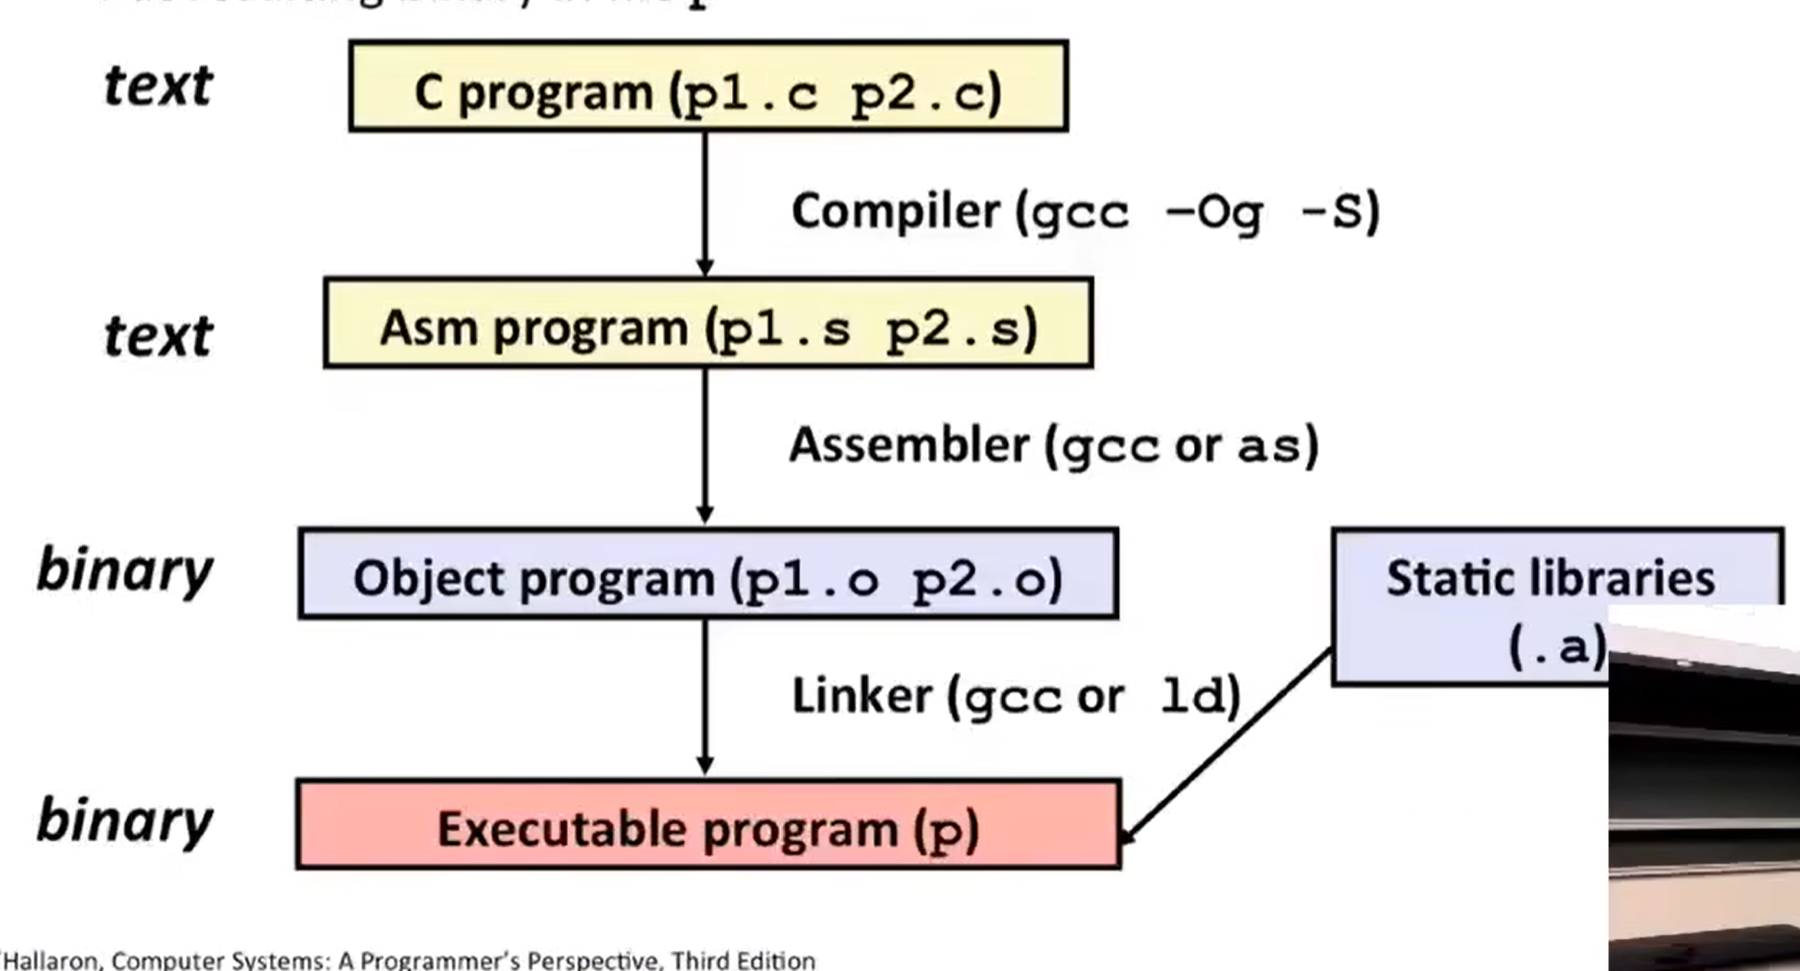 text
C program (p1.c p2.c)
Compiler (gcc –Og -S)
text
Asm program (p1.s p2.s)
Assembler (gcc or as)
binary
Object program (p1.o p2.o)
Static libraries
(.a)
Linker (gcc or ld)
binary
Executable program (p)
Hallaron, Computer Systems: A Programmer's Perspective, Third Edition